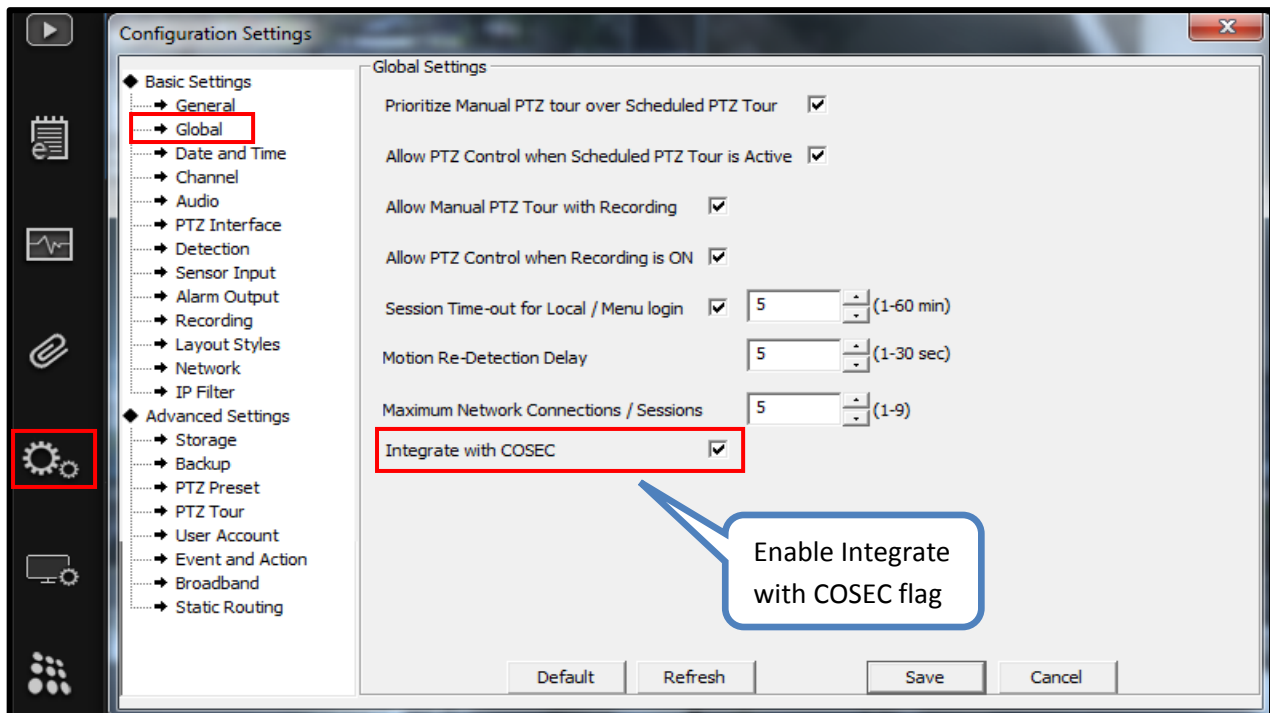 Configuration Settings
Basic Settings
General
Global
Date and Time
Channel
Audio
PTZ Interface
Detection
Sensor Input
Alarm Output
Recording
Layout Styles
Network
IP Filter
Advanced Settings
Storage
Backup
PTZ Preset
PTZ Tour
User Account
Event and Action
Broadband
Static Routing
Global Settings
Prioritize Manual PTZ tour over Scheduled PTZ Tour
Allow PTZ Control when Scheduled PTZ Tour is Active
Allow Manual PTZ Tour with Recording
Allow PTZ Control when Recording is ON
Session Time-out for Local / Menu login 5 (1-60 min)
Motion Re-Detection Delay 5 (1-30 sec)
Maximum Network Connections / Sessions 5 (1-9)
Integrate with COSEC
Enable Integrate
with COSEC flag
Default Refresh Save Cancel
e